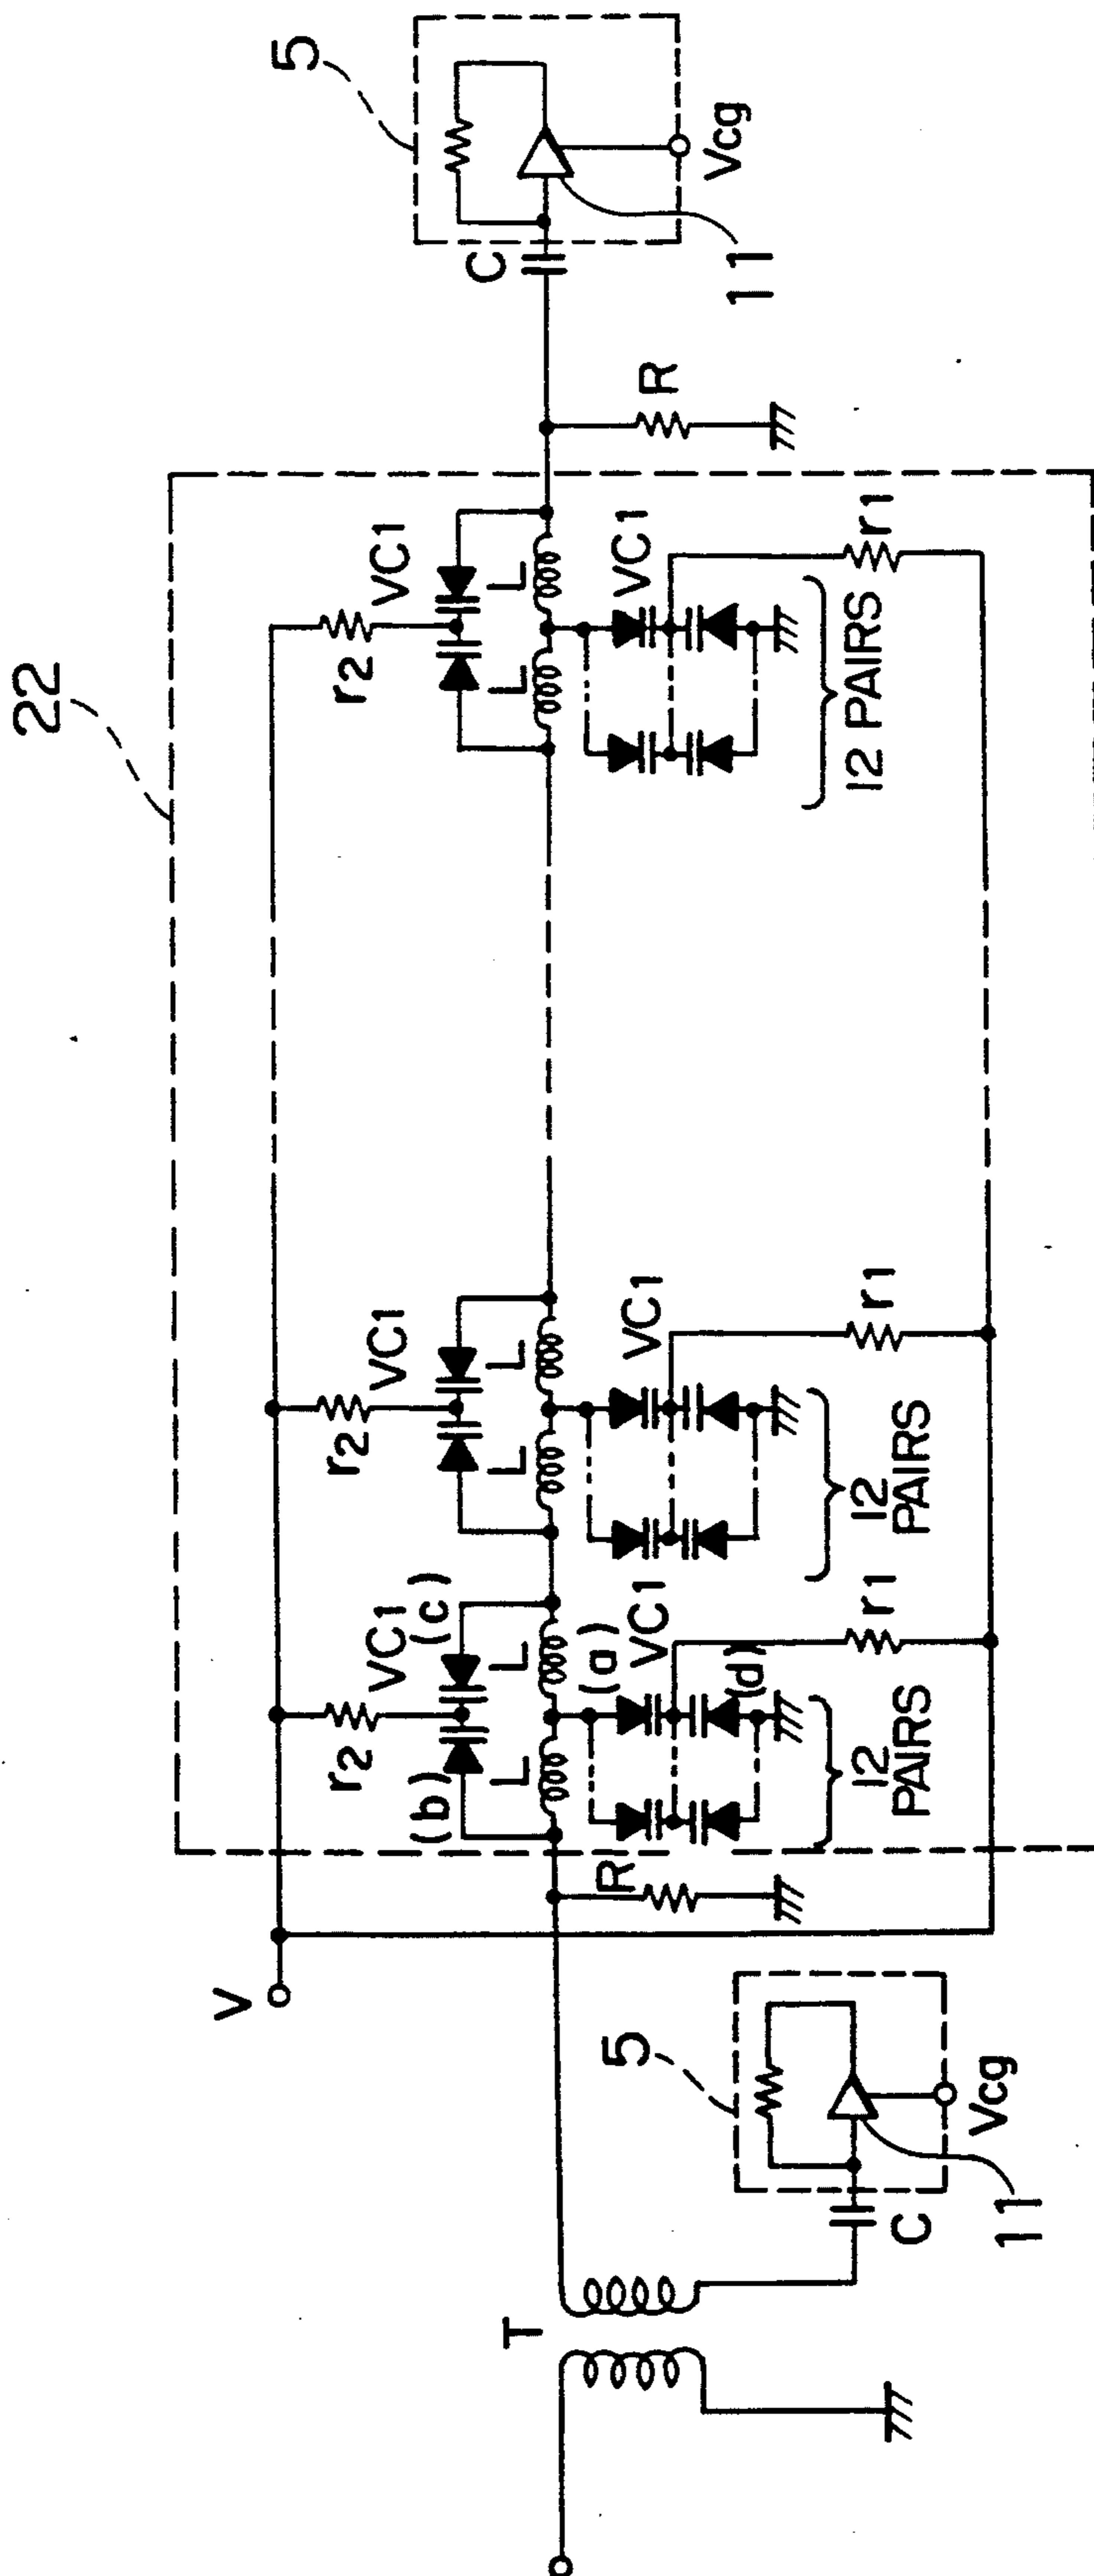 22
5
r2
VC1
L
L
VC1
r1
12 PAIRS
R
C
11
Vcg
r2
VC1
L
L
VC1
r1
12
PAIRS
V
r2
VC1
(b)
(c)
L
L
(a)
VC1
(d)
r1
12
PAIRS
R
5
T
C
11
Vcg